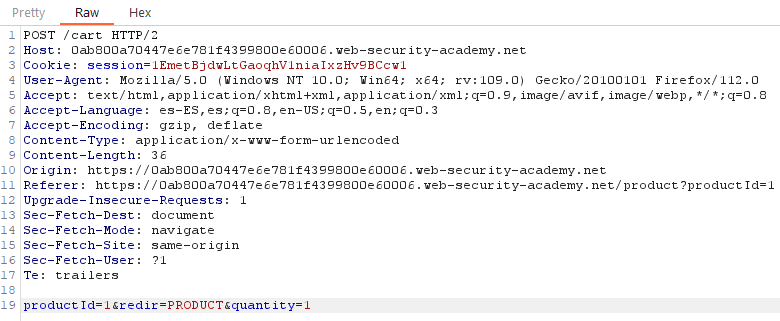 Pretty Raw Hex
1 POST /cart HTTP/2
2 Host: 0ab800a70447e6e781f4399800e60006.web-security-academy.net
3 Cookie: session=1EmetBjdwLtGaoqhV1niaIxzHv9BCcw1
4 User-Agent: Mozilla/5.0 (Windows NT 10.0; Win64; x64; rv:109.0) Gecko/20100101 Firefox/112.0
5 Accept: text/html,application/xhtml+xml,application/xml;q=0.9,image/avif,image/webp,*/*;q=0.8
6 Accept-Language: es-ES,es;q=0.8,en-US;q=0.5,en;q=0.3
7 Accept-Encoding: gzip, deflate
8 Content-Type: application/x-www-form-urlencoded
9 Content-Length: 36
10 Origin: https://0ab800a70447e6e781f4399800e60006.web-security-academy.net
11 Referer: https://0ab800a70447e6e781f4399800e60006.web-security-academy.net/product?productId=1
12 Upgrade-Insecure-Requests: 1
13 Sec-Fetch-Dest: document
14 Sec-Fetch-Mode: navigate
15 Sec-Fetch-Site: same-origin
16 Sec-Fetch-User: ?1
17 Te: trailers
18
19 productId=1&redir=PRODUCT&quantity=1